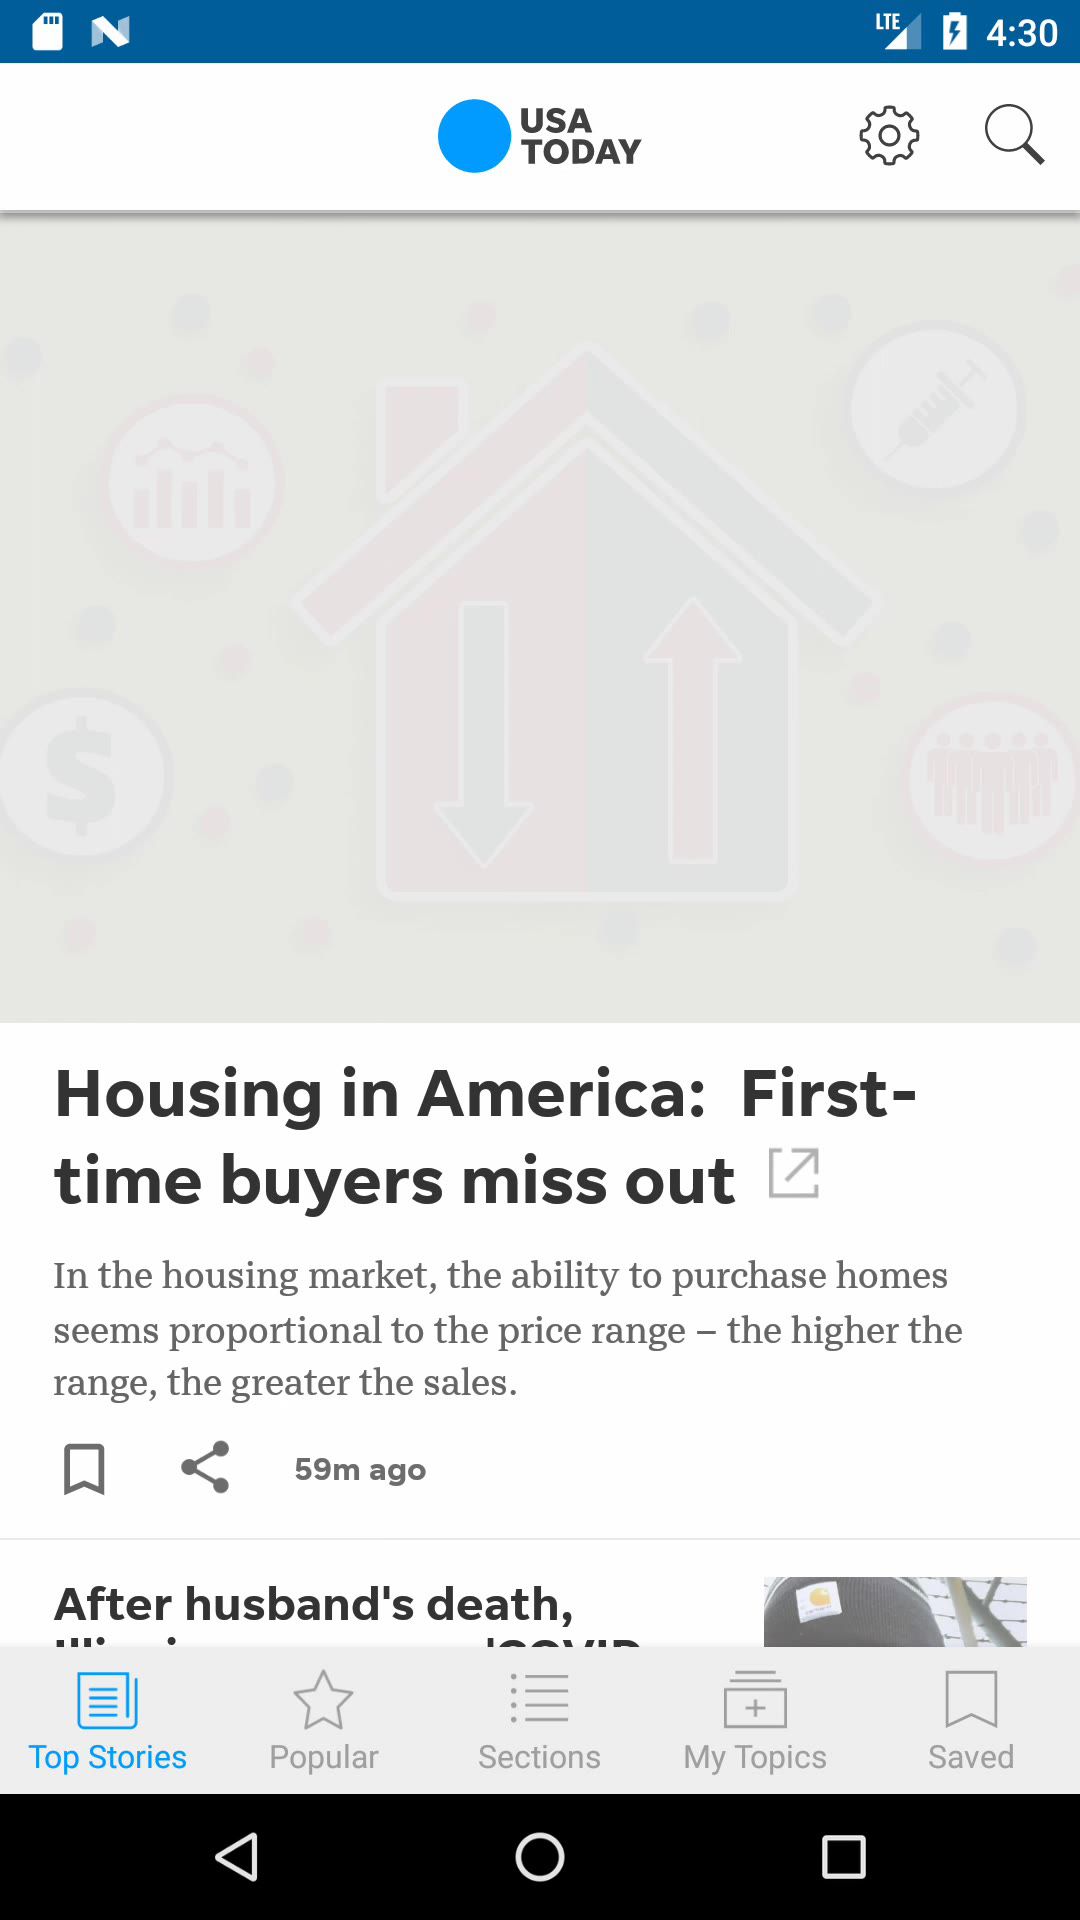 LTE 4:30
USA
TODAY
$
Housing in America: First-
time buyers miss out
In the housing market, the ability to purchase homes
seems proportional to the price range – the higher the
range, the greater the sales.
59m ago
After husband's death,
Top Stories
Popular
Sections
My Topics
Saved